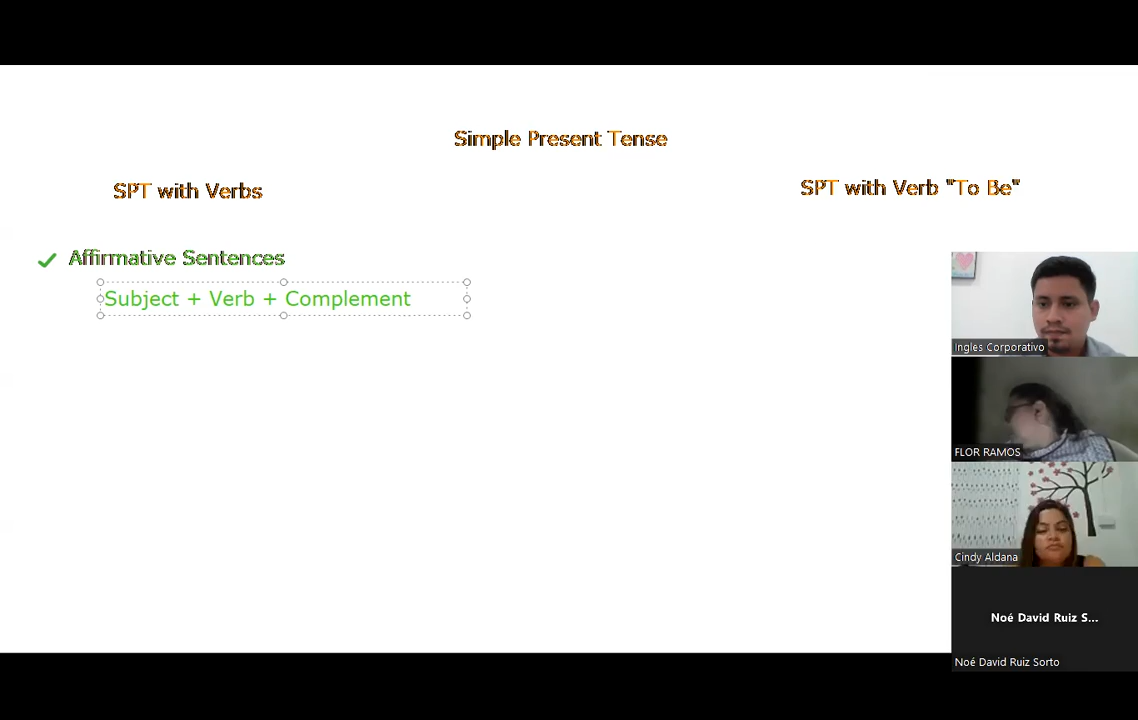 Simple Present Tense
SPT with Verbs
SPT with Verb "To Be"
Affirmative Sentences
Subject + Verb + Complement
Ingles Corporativo
FLOR RAMOS
Cindy Aldana
Noé David Ruiz S...
Noé David Ruiz Sorto